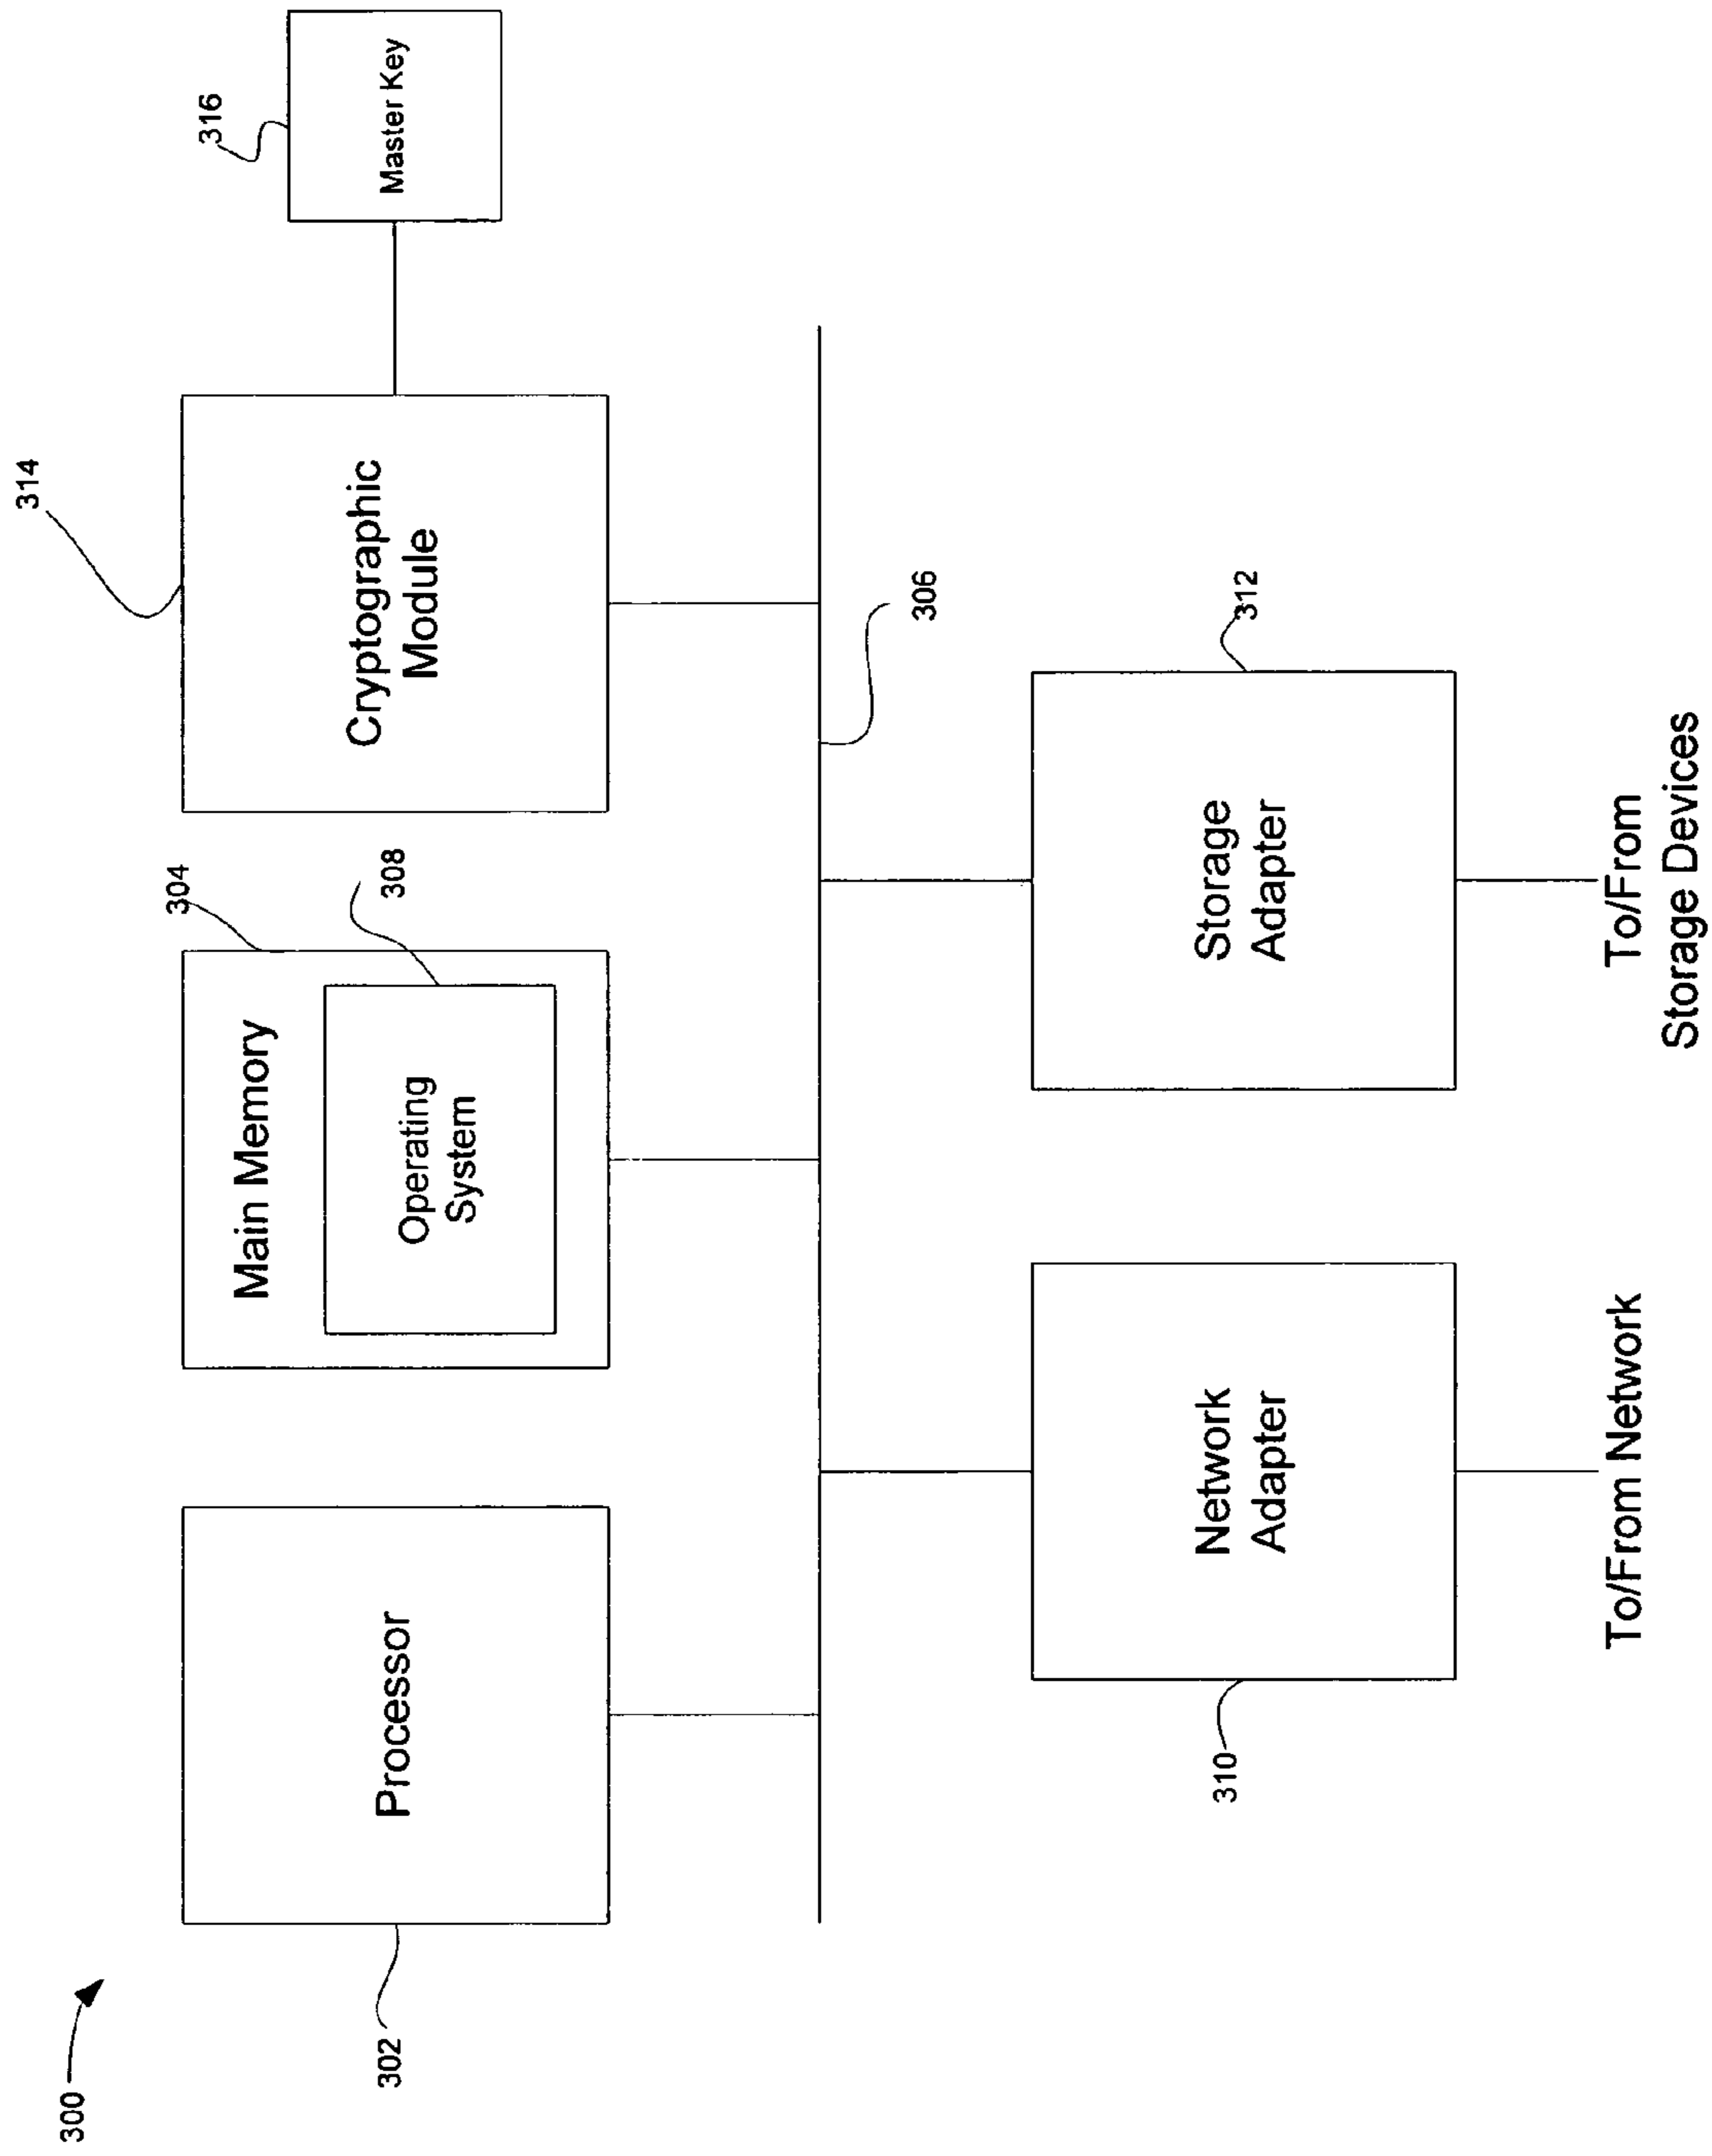 300
302
Processor
304
Main Memory
308
Operating
System
314
Cryptographic
Module
316
Master Key
306
310
Network
Adapter
To/From Network
312
Storage
Adapter
To/From
Storage Devices